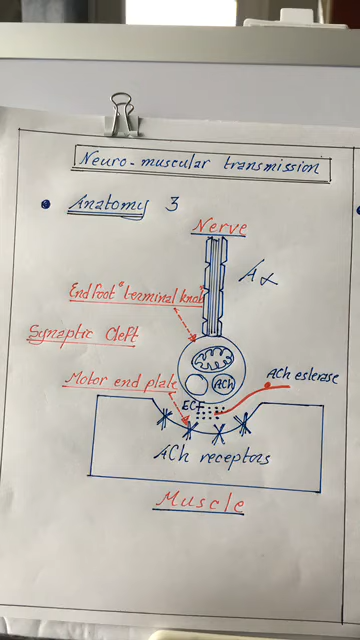 Neuro-muscular transmission
Anatomy 3
Nerve
Aα
End foot "terminal knob"
Synaptic Cleft
ACh
ACh eslerase
Motor end plate
ECF
ACh receptors
Muscle